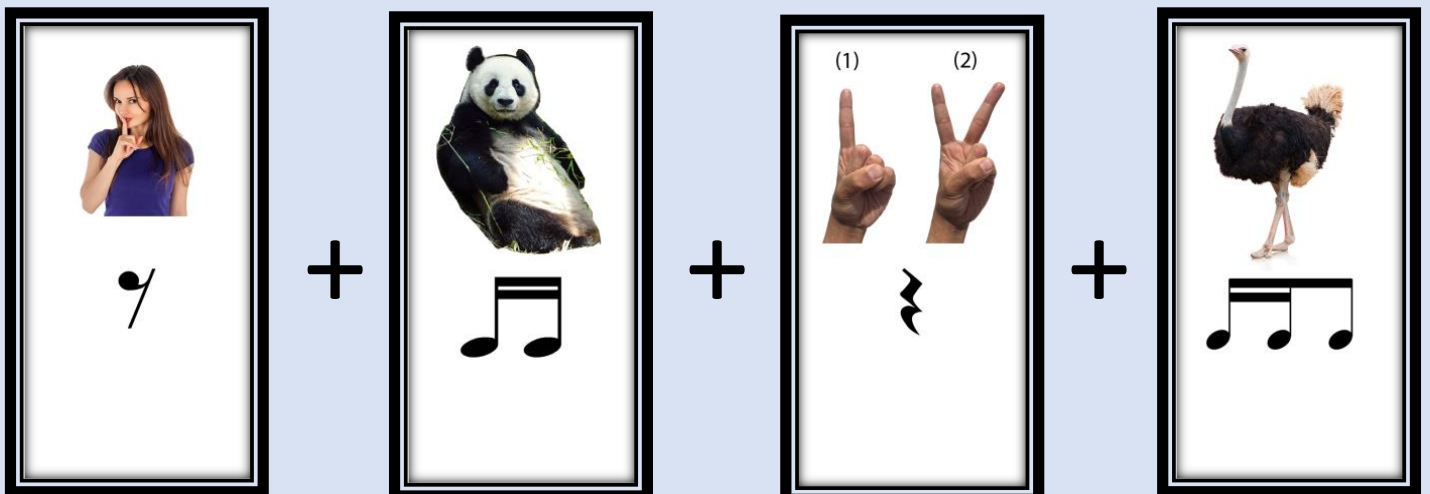 (1) (2)
+ + +